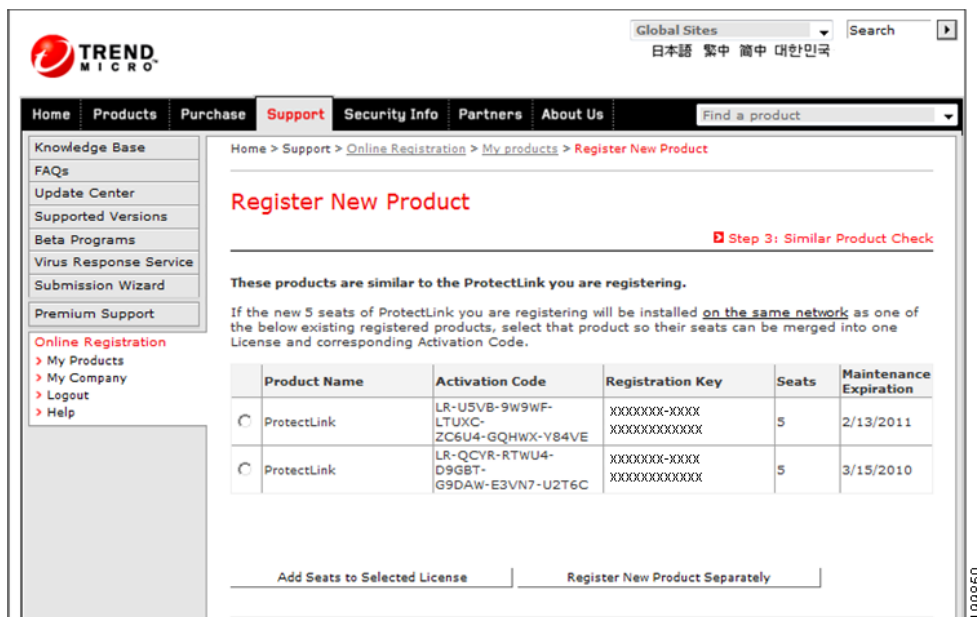 Global Sites
Search
日本語 繁中 简中 대한민국
TREND
MICRO™
Home Products Purchase Support Security Info Partners About Us
Find a product
Knowledge Base
FAQs
Update Center
Supported Versions
Beta Programs
Virus Response Service
Submission Wizard
Premium Support
Online Registration
My Products
My Company
Logout
Help
Home > Support > Online Registration > My products > Register New Product
Register New Product
Step 3: Similar Product Check
These products are similar to the ProtectLink you are registering.
If the new 5 seats of ProtectLink you are registering will be installed on the same network as one of
the below existing registered products, select that product so their seats can be merged into one
License and corresponding Activation Code.
Product Name Activation Code Registration Key Seats Maintenance
Expiration
ProtectLink LR-U5VB-9W9WF- XXXXXXX-XXXX 5 2/13/2011
LTUXC- XXXXXXXXXXXX
ZC6U4-GQHWX-Y84VE
ProtectLink LR-QCYR-RTWU4- XXXXXXX-XXXX 5 3/15/2010
D9GBT- XXXXXXXXXXXX
G9DAW-E3VN7-U2T6C
Add Seats to Selected License
Register New Product Separately
199860